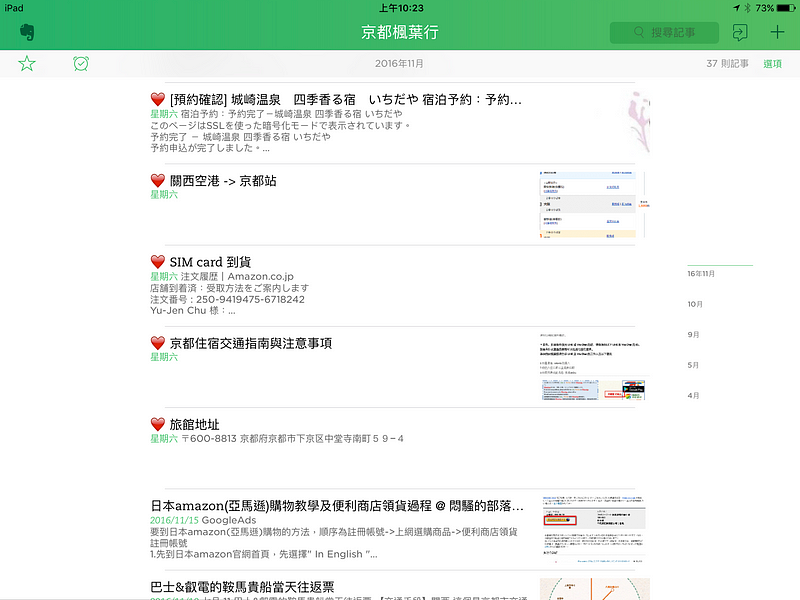 iPad 上午10:23 73%
京都楓葉行
搜尋記事
2016年11月
37 則記事 選項
[預約確認] 城崎温泉　四季香る宿　いちだや 宿泊予約：予約…
星期六 宿泊予約：予約完了－城崎温泉 四季香る宿 いちだや
このページはSSLを使った暗号化モードで表示されています。
予約完了 － 城崎温泉 四季香る宿 いちだや
予約申込が完了しました。...
關西空港 -> 京都站
星期六
SIM card 到貨
星期六 注文履歴 | Amazon.co.jp
店舗到着済：受取方法をご案内します
注文番号 : 250-9419475-6718242
Yu-Jen Chu 様：...
京都住宿交通指南與注意事項
星期六
旅館地址
星期六 〒600-8813 京都府京都市下京区中堂寺南町５９−４
日本amazon(亞馬遜)購物教學及便利商店領貨過程 @ 悶騷的部落…
2016/11/15 GoogleAds
要到日本amazon(亞馬遜)購物的方法，順序為註冊帳號->上網選購商品->便利商店領貨
註冊帳號
1.先到日本amazon官網首頁，先選擇" In English "...
巴士&叡電的鞍馬貴船當天往返票
16年11月
10月
9月
5月
4月